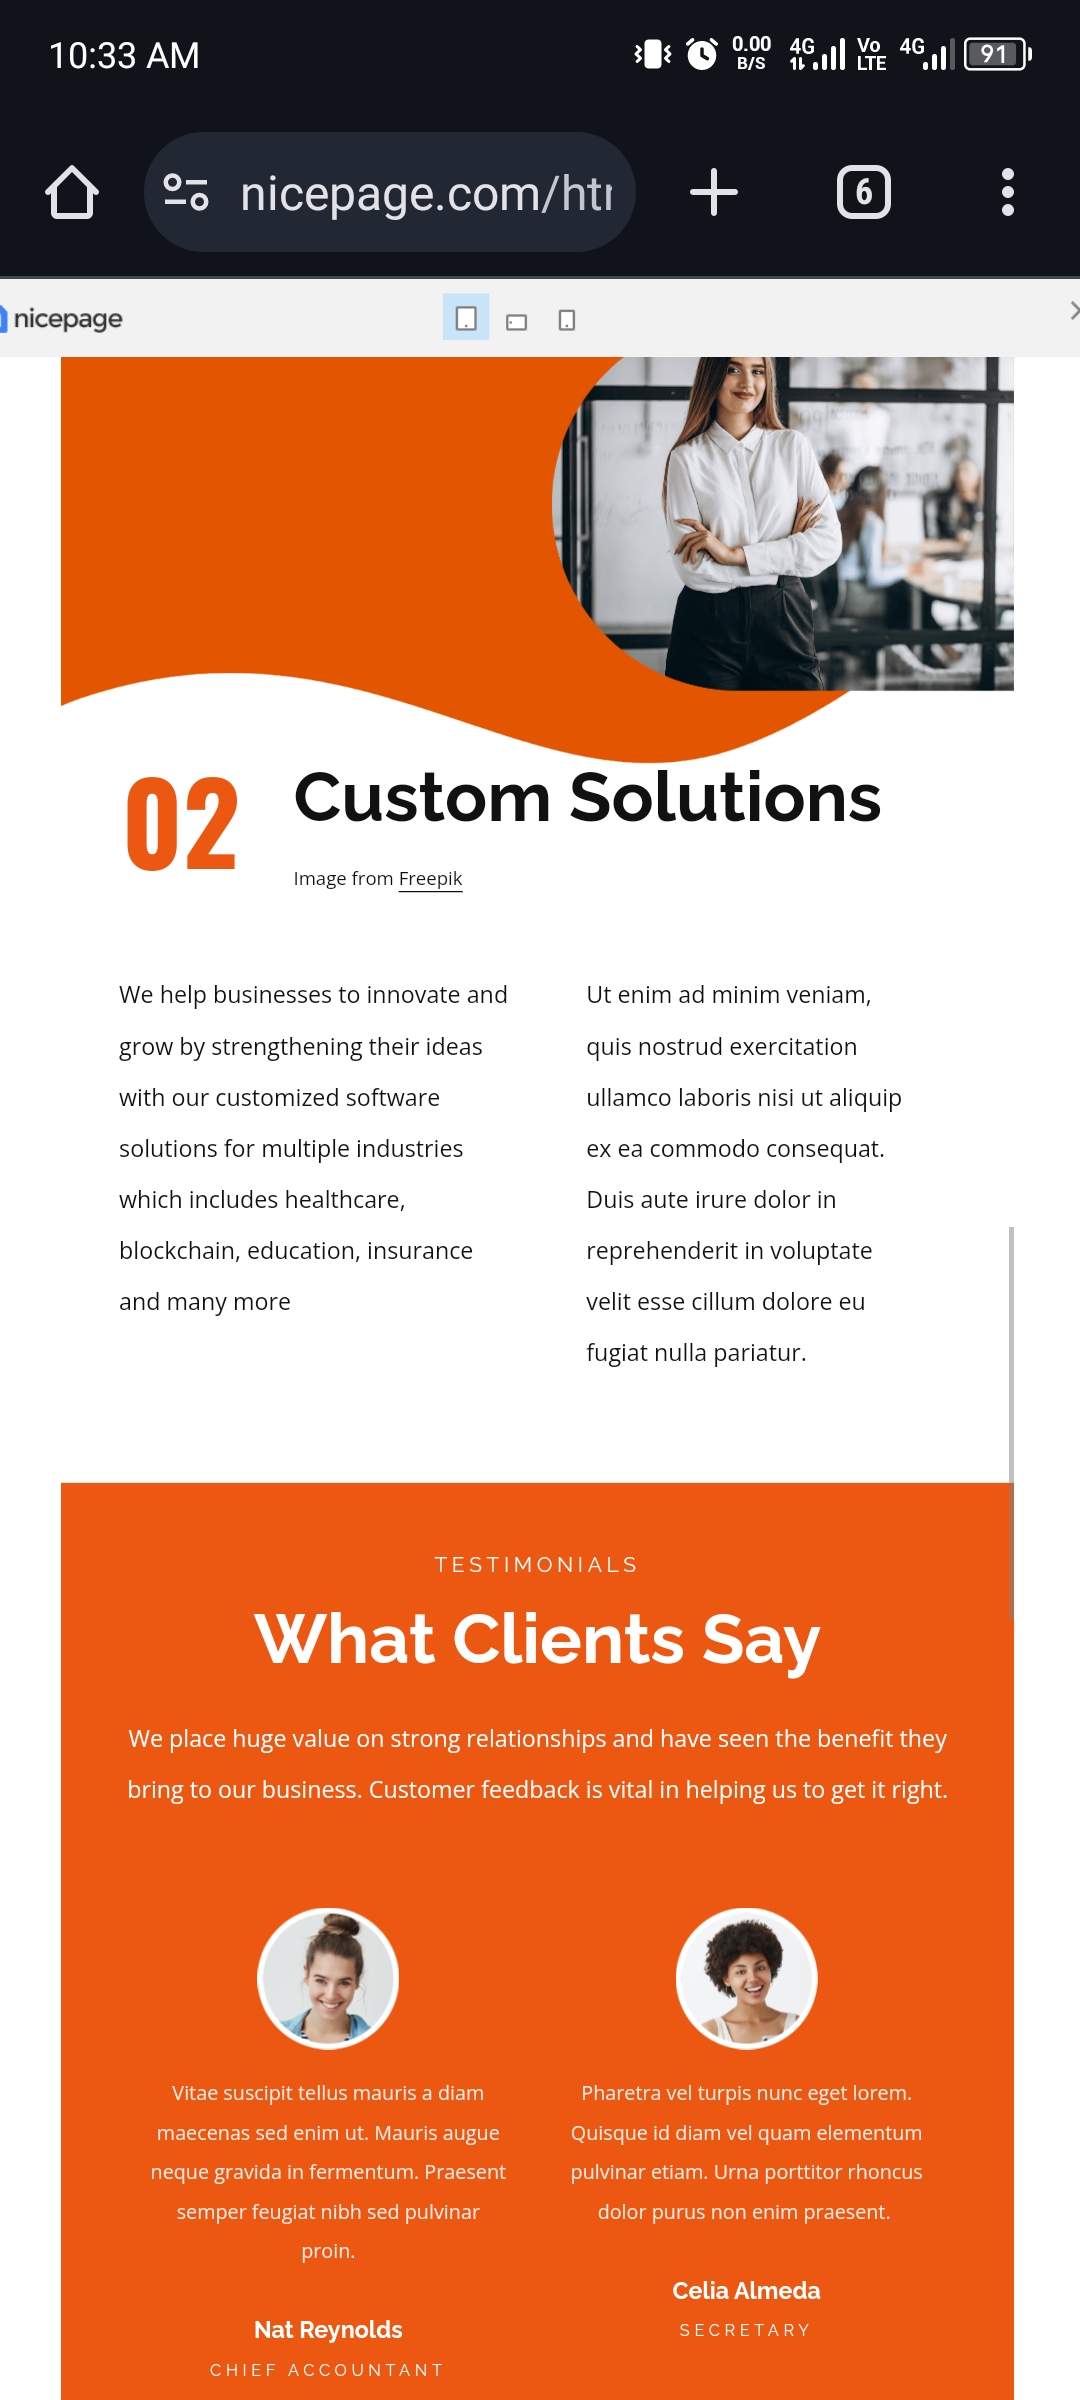 10:33 AM
0.00
B/S
4G
Vo
LTE
4G
91
nicepage.com/htr
6
nicepage
02
Custom Solutions
Image from Freepik
We help businesses to innovate and
grow by strengthening their ideas
with our customized software
solutions for multiple industries
which includes healthcare,
blockchain, education, insurance
and many more
Ut enim ad minim veniam,
quis nostrud exercitation
ullamco laboris nisi ut aliquip
ex ea commodo consequat.
Duis aute irure dolor in
reprehenderit in voluptate
velit esse cillum dolore eu
fugiat nulla pariatur.
TESTIMONIALS
What Clients Say
We place huge value on strong relationships and have seen the benefit they
bring to our business. Customer feedback is vital in helping us to get it right.
Vitae suscipit tellus mauris a diam
maecenas sed enim ut. Mauris augue
neque gravida in fermentum. Praesent
semper feugiat nibh sed pulvinar
proin.
Nat Reynolds
CHIEF ACCOUNTANT
Pharetra vel turpis nunc eget lorem.
Quisque id diam vel quam elementum
pulvinar etiam. Urna porttitor rhoncus
dolor purus non enim praesent.
Celia Almeda
SECRETARY